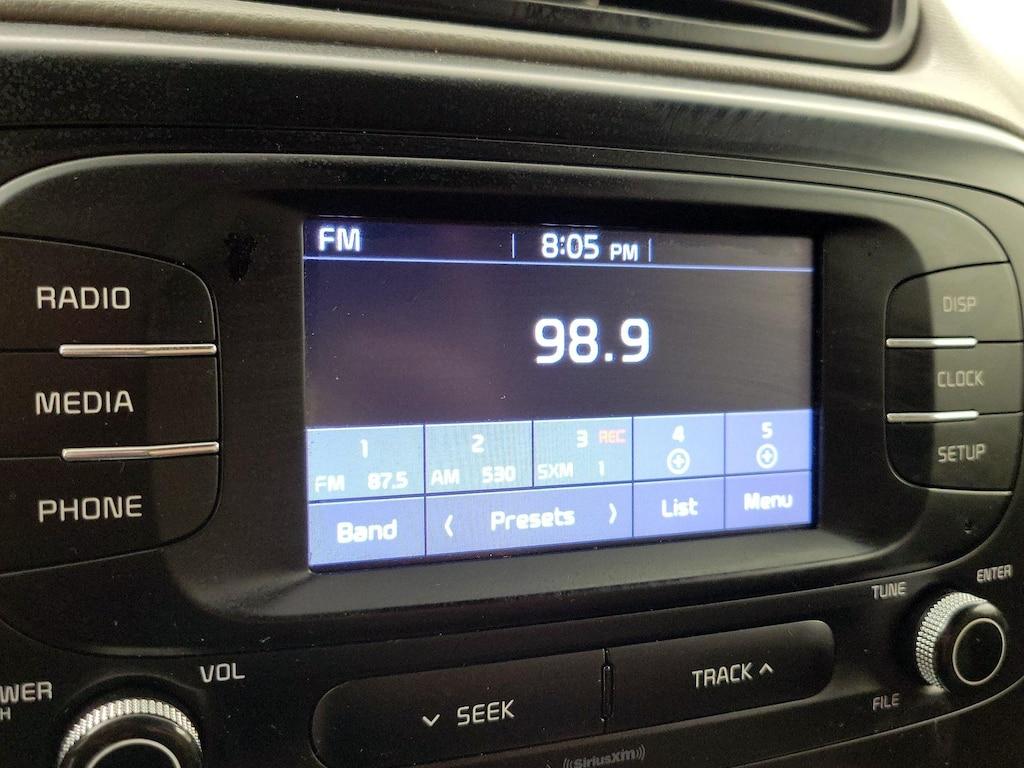 FM 8:05 PM
98.9
1 2 3 REC 4 5
FM 87.5 AM 530 SXM 1
Band ‹ Presets › List Menu
RADIO
MEDIA
PHONE
DISP
CLOCK
SETUP
TUNE
ENTER
FILE
VOL
SEEK
TRACK
SiriusXM